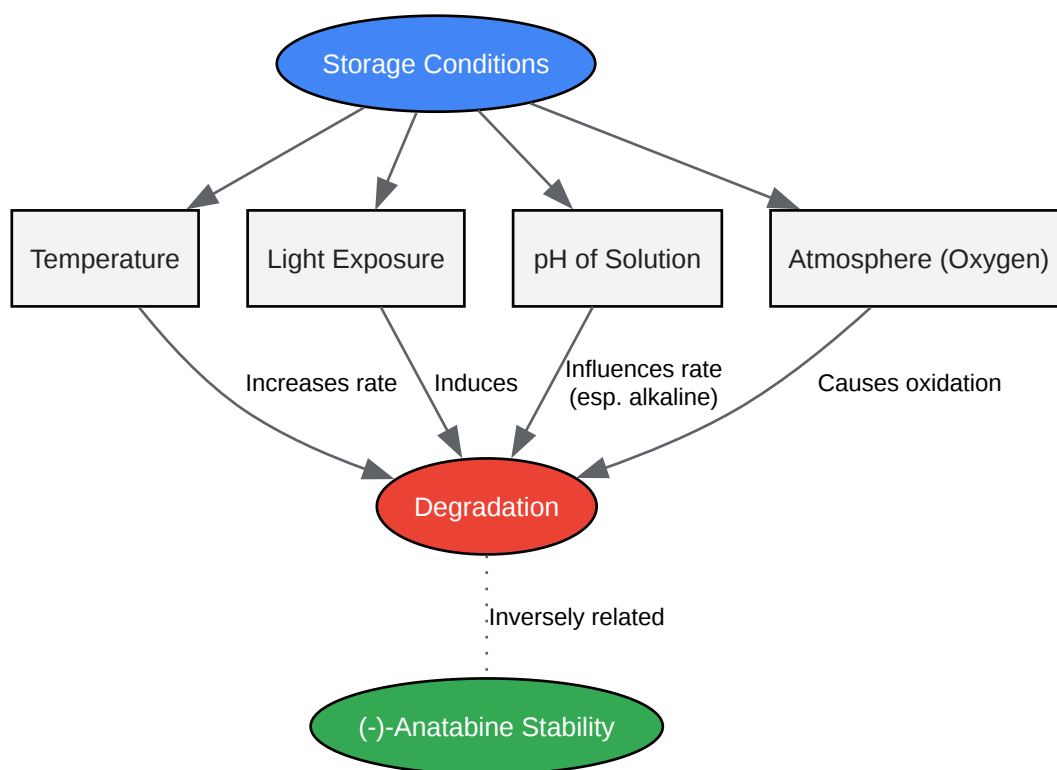 Storage Conditions
Temperature
Light Exposure
pH of Solution
Atmosphere (Oxygen)
Increases rate
Induces
Influences rate
(esp. alkaline)
Causes oxidation
Degradation
Inversely related
(-)-Anatabine Stability